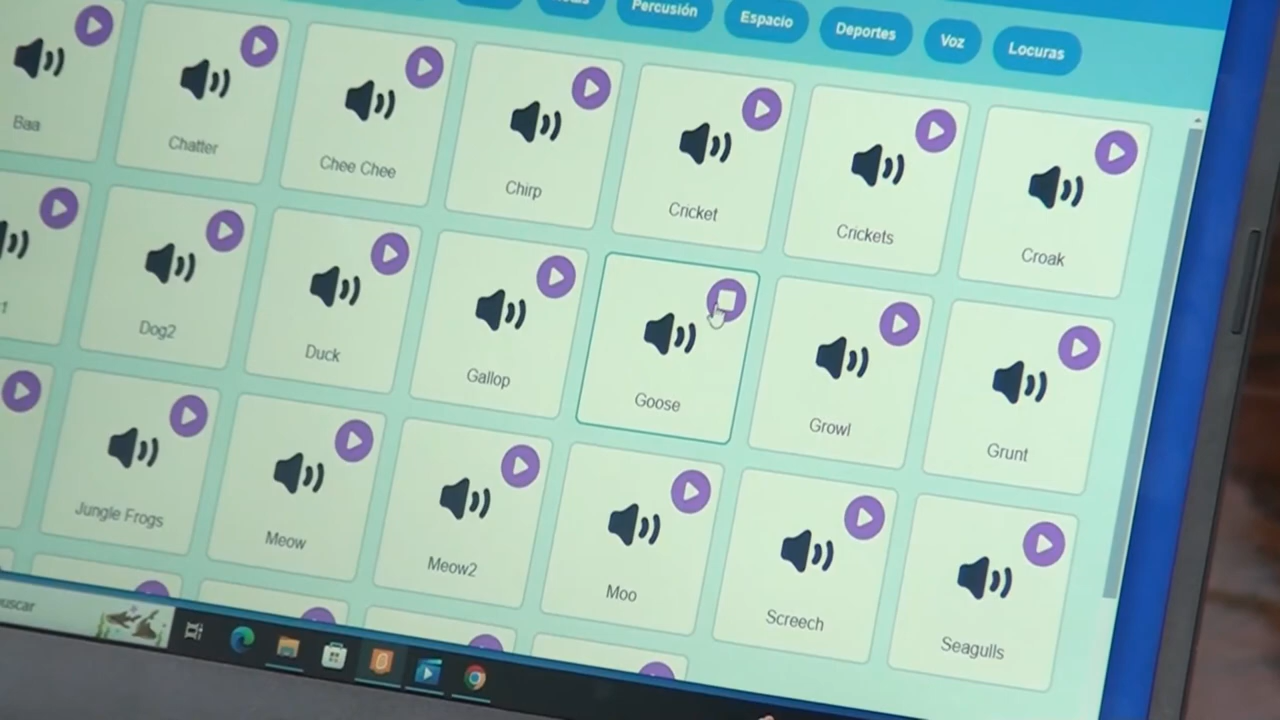 Percusión
Espacio
Deportes
Voz
Locuras
Baa
Chatter
Chee Chee
Chirp
Cricket
Crickets
Croak
1
Dog2
Duck
Gallop
Goose
Growl
Grunt
Jungle Frogs
Meow
Meow2
Moo
Screech
Seagulls